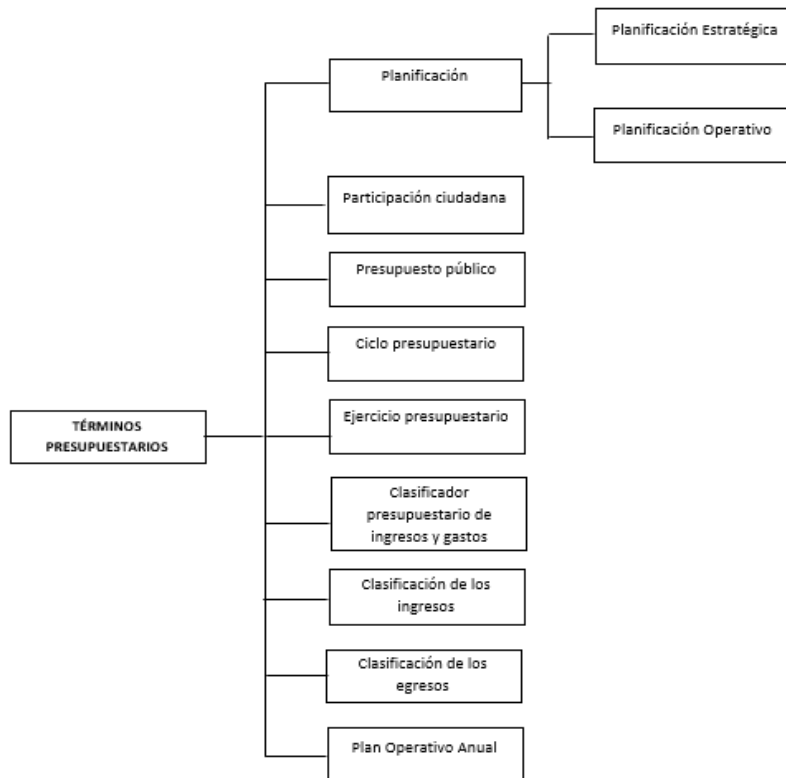 Planificación Estratégica
Planificación
Planificación Operativo
Participación ciudadana
Presupuesto público
Ciclo presupuestario
Ejercicio presupuestario
TÉRMINOS
PRESUPUESTARIOS
Clasificador
presupuestario de
ingresos y gastos
Clasificación de los
ingresos
Clasificación de los
egresos
Plan Operativo Anual